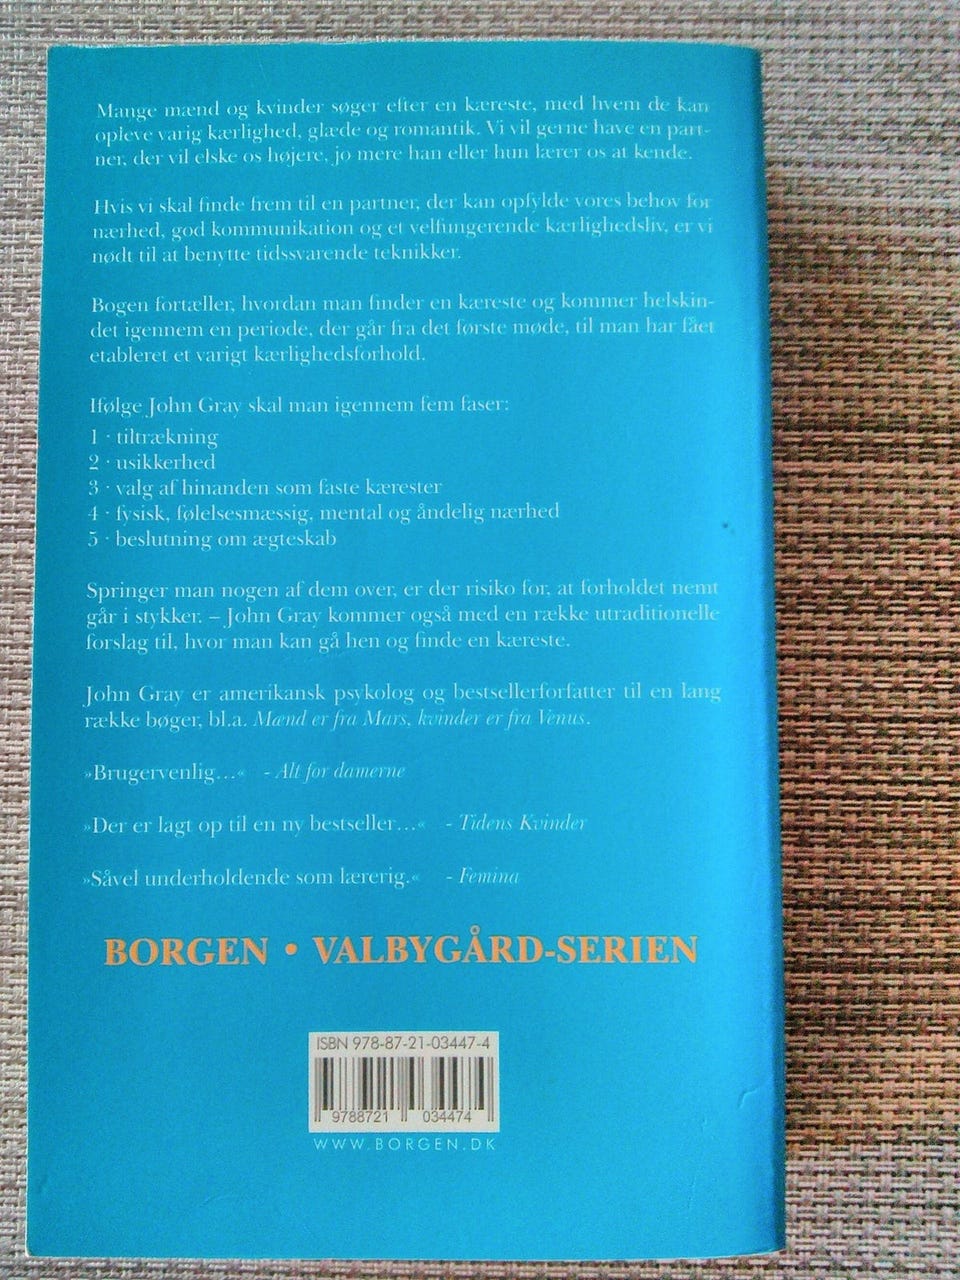 Mange mænd og kvinder søger efter en kæreste, med hvem de kan
opleve varig kærlighed, glæde og romantik. Vi vil gerne have en part-
ner, der vil elske os højere, jo mere han eller hun lærer os at kende.
Hvis vi skal finde frem til en partner, der kan opfylde vores behov for
nærhed, god kommunikation og et velfungerende kærlighedsliv, er vi
nødt til at benytte tidssvarende teknikker.
Bogen fortæller, hvordan man finder en kæreste og kommer helskin-
det igennem en periode, der går fra det første møde, til man har fået
etableret et varigt kærlighedsforhold.
Ifølge John Gray skal man igennem fem faser:
1 · tiltrækning
2 · usikkerhed
3 · valg af hinanden som faste kærester
4 · fysisk, følelsesmæssig, mental og åndelig nærhed
5 · beslutning om ægteskab
Springer man nogen af dem over, er der risiko for, at forholdet nemt
går i stykker. – John Gray kommer også med en række utraditionelle
forslag til, hvor man kan gå hen og finde en kæreste.
John Gray er amerikansk psykolog og bestsellerforfatter til en lang
række bøger, bl.a. Mænd er fra Mars, kvinder er fra Venus.
»Brugervenlig…« - Alt for damerne
»Der er lagt op til en ny bestseller…« - Tidens Kvinder
»Såvel underholdende som lærerig.« - Femina
BORGEN • VALBYGÅRD-SERIEN
ISBN 978-87-21-03447-4
9788721 034474
WWW.BORGEN.DK